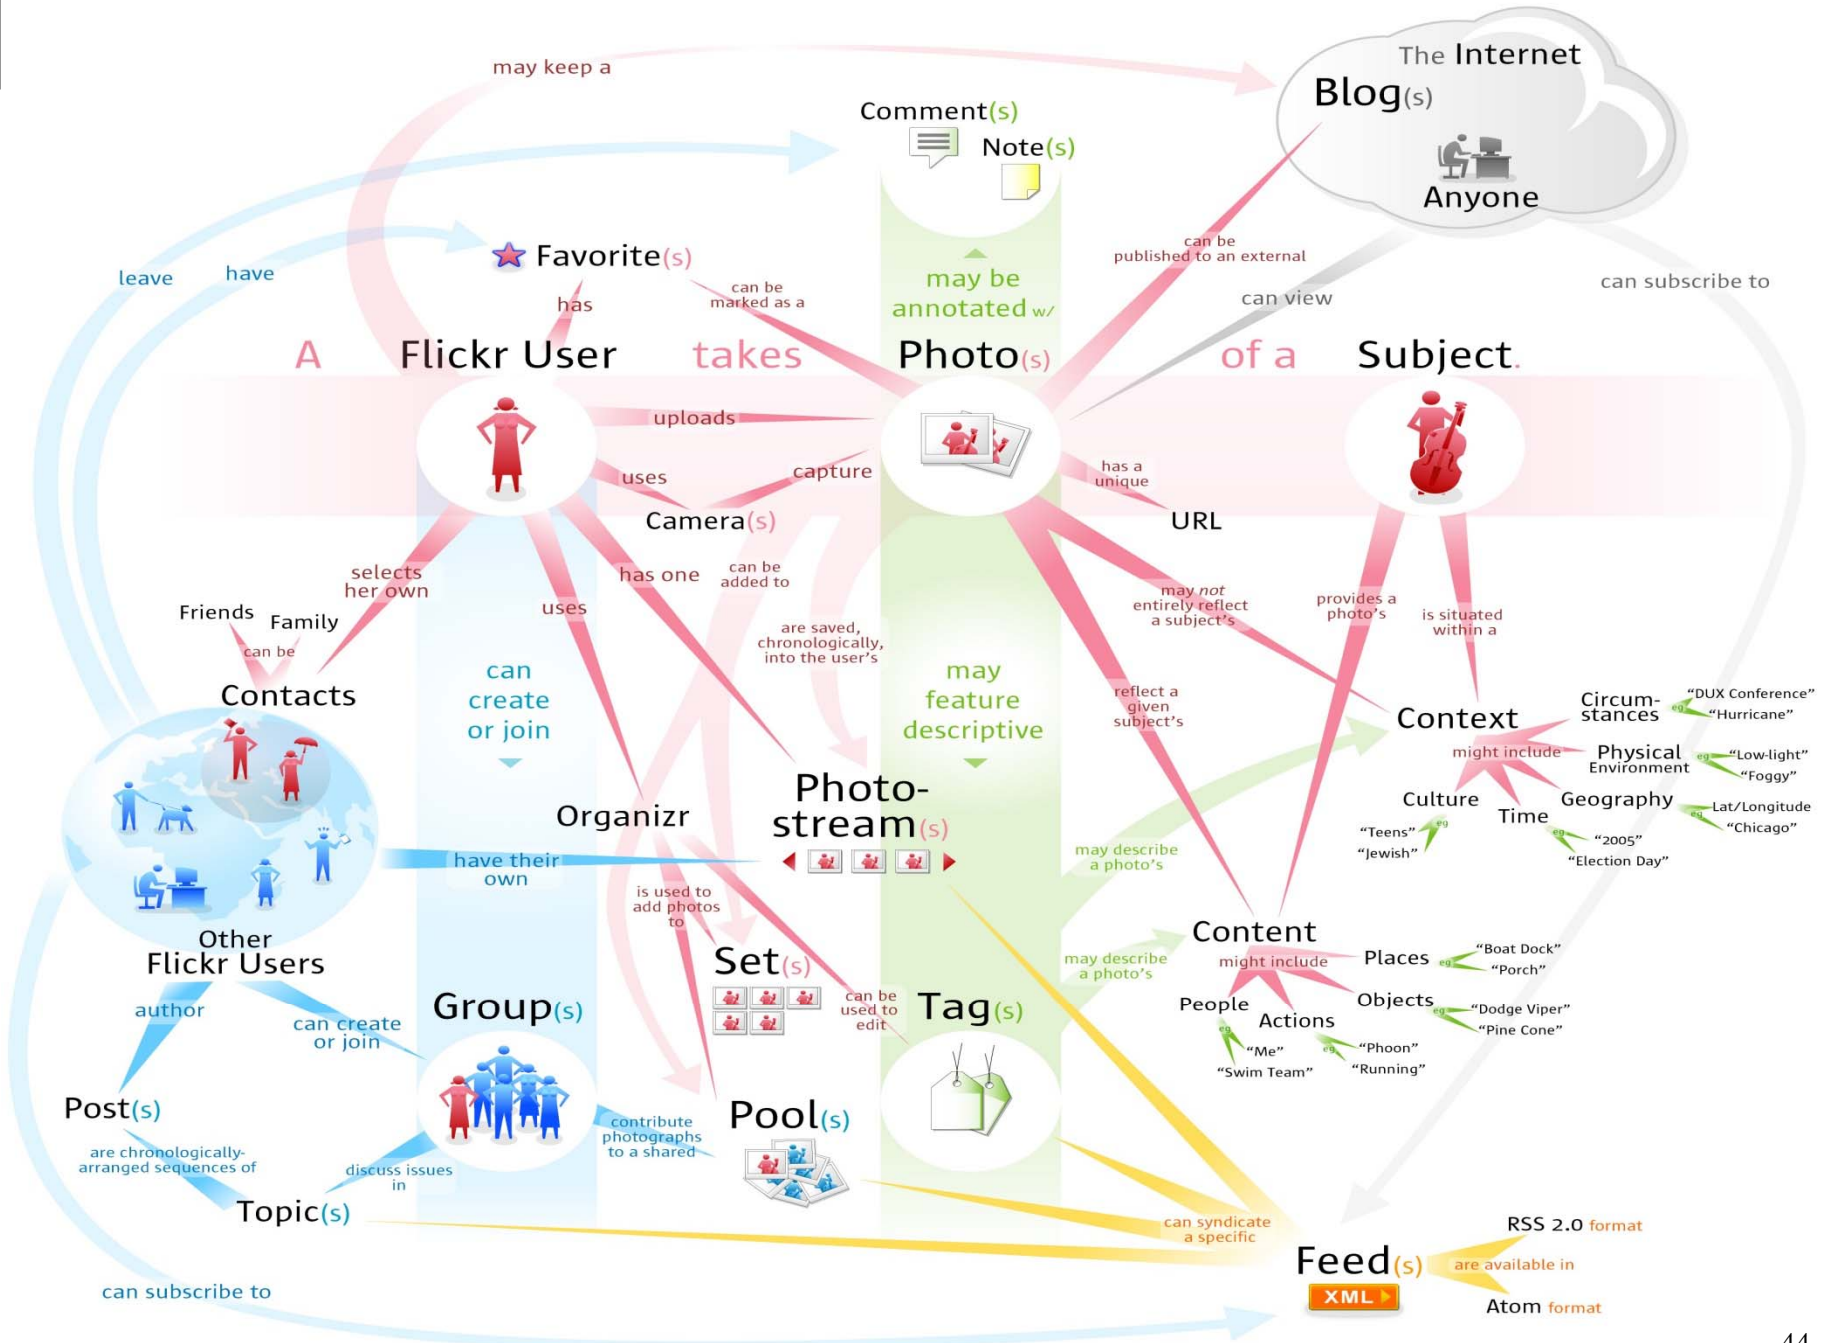 may keep a
The Internet
Blog(s)
Anyone
Comment(s)
Note(s)
leave
have
Favorite(s)
has
can be
marked as a
may be
annotated w/
can be
published to an external
can view
can subscribe to
A Flickr User takes Photo(s) of a Subject.
uploads
uses
capture
Camera(s)
has a
unique
URL
selects
her own
Friends
Family
can be
Contacts
uses
has one
can be
added to
are saved,
chronologically,
into the user's
can
create
or join
may
feature
descriptive
may not
entirely reflect
a subject's
provides a
photo's
is situated
within a
reflect a
given
subject's
Context
might include
Circum-
stances
eg
"DUX Conference"
"Hurricane"
Physical
Environment
eg
"Low-light"
"Foggy"
Geography
eg
Lat/Longitude
"Chicago"
Culture
eg
"Teens"
"Jewish"
Time
eg
"2005"
"Election Day"
Organizr
Photo-
stream(s)
have their
own
is used to
add photos
to
may describe
a photo's
may describe
a photo's
Content
might include
Places
eg
"Boat Dock"
"Porch"
Objects
eg
"Dodge Viper"
"Pine Cone"
People
eg
"Me"
"Swim Team"
Actions
eg
"Phoon"
"Running"
Other
Flickr Users
author
can create
or join
Group(s)
Set(s)
can be
used to
edit
Tag(s)
Post(s)
are chronologically-
arranged sequences of
discuss issues
in
Topic(s)
contribute
photographs
to a shared
Pool(s)
can syndicate
a specific
Feed(s)
XML
are available in
RSS 2.0 format
Atom format
can subscribe to
44